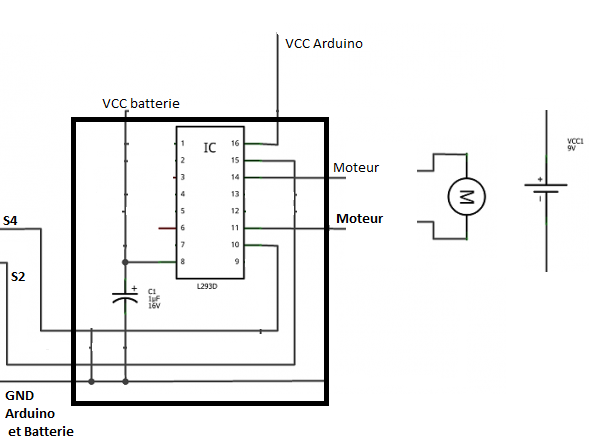 VCC Arduino
VCC batterie
IC
1 16
2 15
3 14
4 13
5 12
6 11
7 10
8 9
L293D
Moteur
Moteur
S4
S2
+
C1
1µF
16V
M
+
VCC1
9V
GND
Arduino
et Batterie